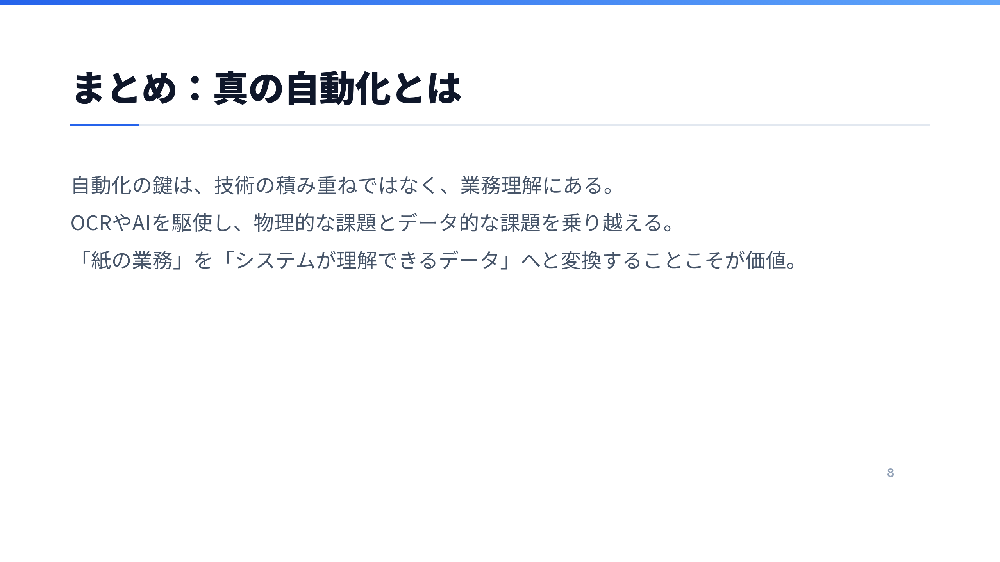 まとめ：真の自動化とは
自動化の鍵は、技術の積み重ねではなく、業務理解にある。
OCRやAIを駆使し、物理的な課題とデータ的な課題を乗り越える。
「紙の業務」を「システムが理解できるデータ」へと変換することこそが価値。
8